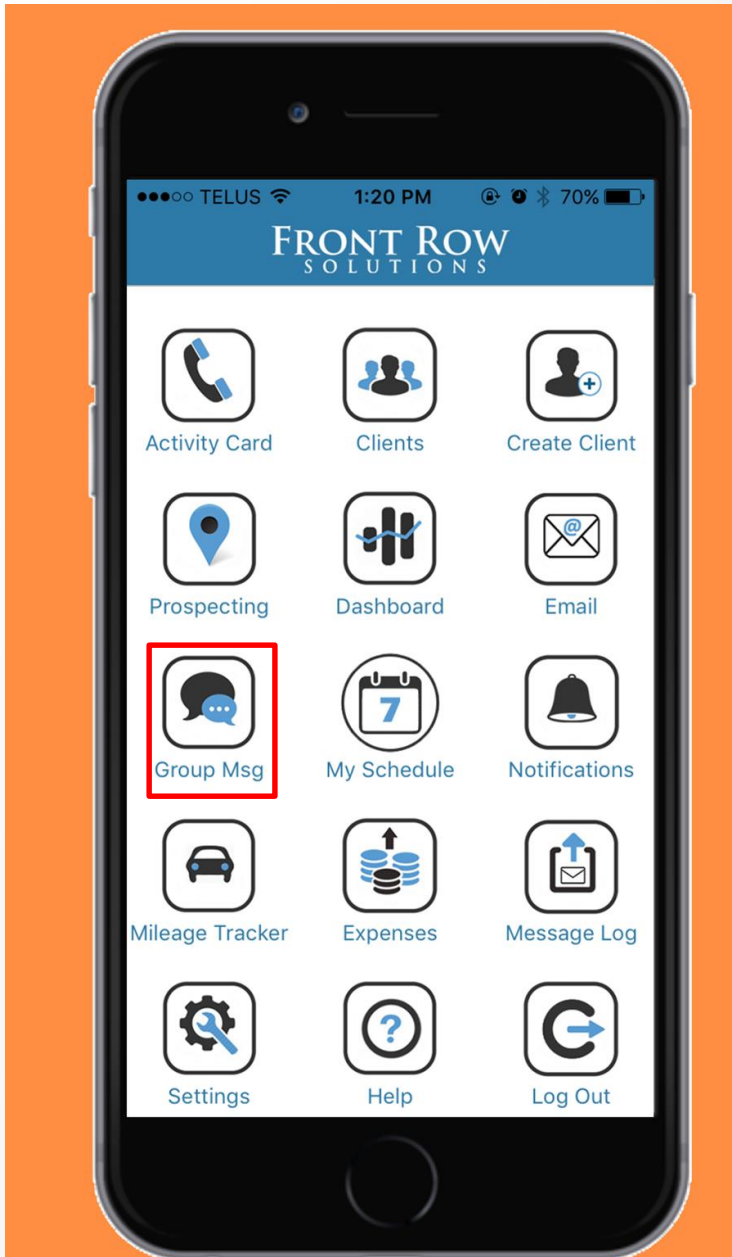 ●●●○○ TELUS 1:20 PM 70%
FRONT ROW
SOLUTIONS
Activity Card Clients Create Client
@
Prospecting Dashboard Email
7
Group Msg My Schedule Notifications
Mileage Tracker Expenses Message Log
?
Settings Help Log Out